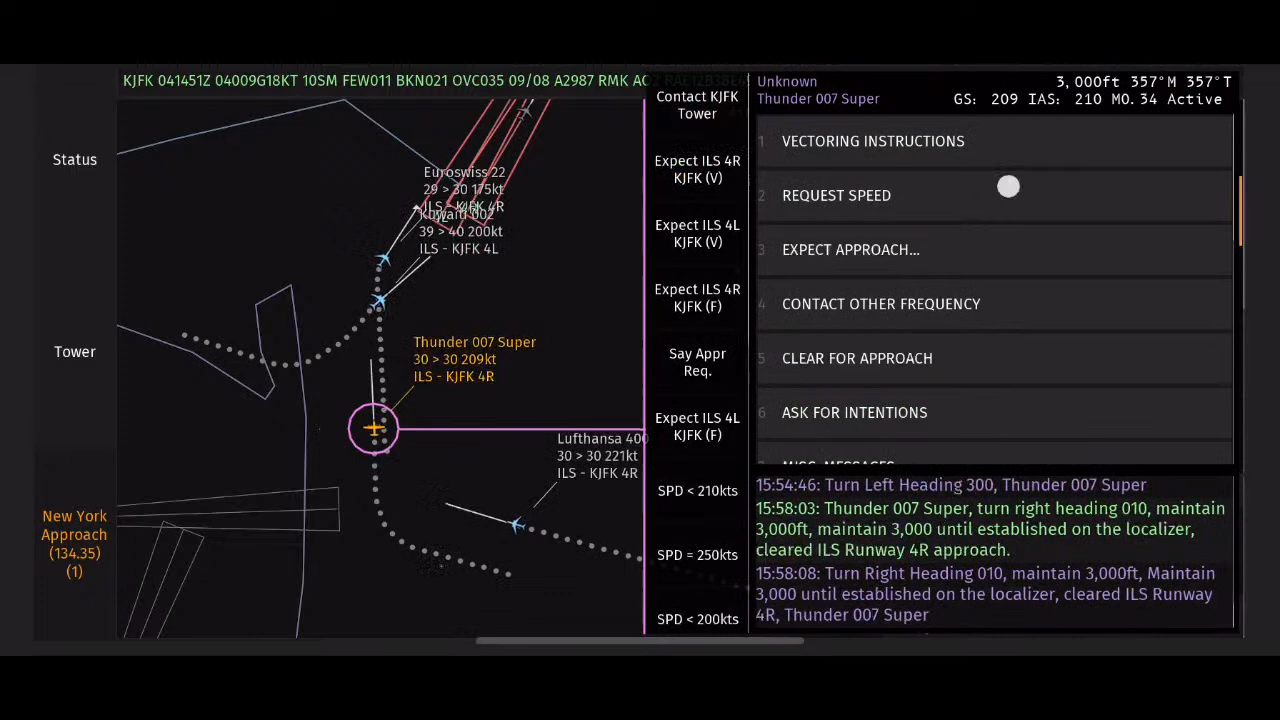 KJFK 041451Z 04009G18KT 10SM FEW011 BKN021 OVC035 09/08 A2987 RMK
Status
Tower
New York
Approach
(134.35)
(1)
Euroswiss 22
29 > 30 175kt
ILS - KJFK 4R
Kuwaiti 002
39 > 40 200kt
ILS - KJFK 4L
Thunder 007 Super
30 > 30 209kt
ILS - KJFK 4R
Lufthansa 400
30 > 30 221kt
ILS - KJFK 4R
Contact KJFK
Tower
Expect ILS 4R
KJFK (V)
Expect ILS 4L
KJFK (V)
Expect ILS 4R
KJFK (F)
Say Appr
Req.
Expect ILS 4L
KJFK (F)
SPD < 210kts
SPD = 250kts
SPD < 200kts
Unknown
Thunder 007 Super
3,000ft 357°M 357°T
GS: 209 IAS: 210 M0.34 Active
1 VECTORING INSTRUCTIONS
2 REQUEST SPEED
3 EXPECT APPROACH...
4 CONTACT OTHER FREQUENCY
5 CLEAR FOR APPROACH
6 ASK FOR INTENTIONS
7 MISC. MESSAGES
15:54:46: Turn Left Heading 300, Thunder 007 Super
15:58:03: Thunder 007 Super, turn right heading 010, maintain
3,000ft, maintain 3,000 until established on the localizer,
cleared ILS Runway 4R approach.
15:58:08: Turn Right Heading 010, maintain 3,000ft, Maintain
3,000 until established on the localizer, cleared ILS Runway
4R, Thunder 007 Super